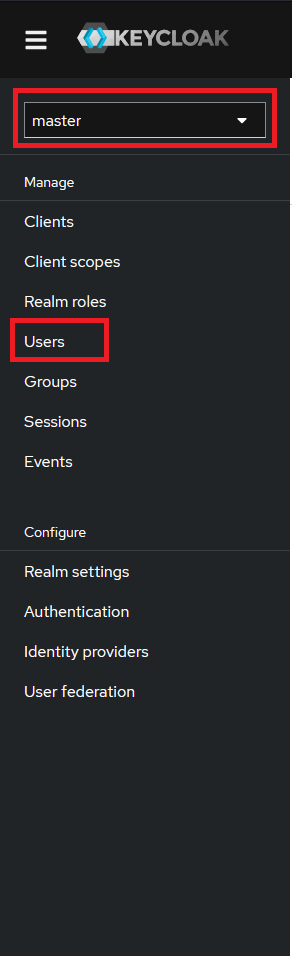 KEYCLOAK
master
Manage
Clients
Client scopes
Realm roles
Users
Groups
Sessions
Events
Configure
Realm settings
Authentication
Identity providers
User federation